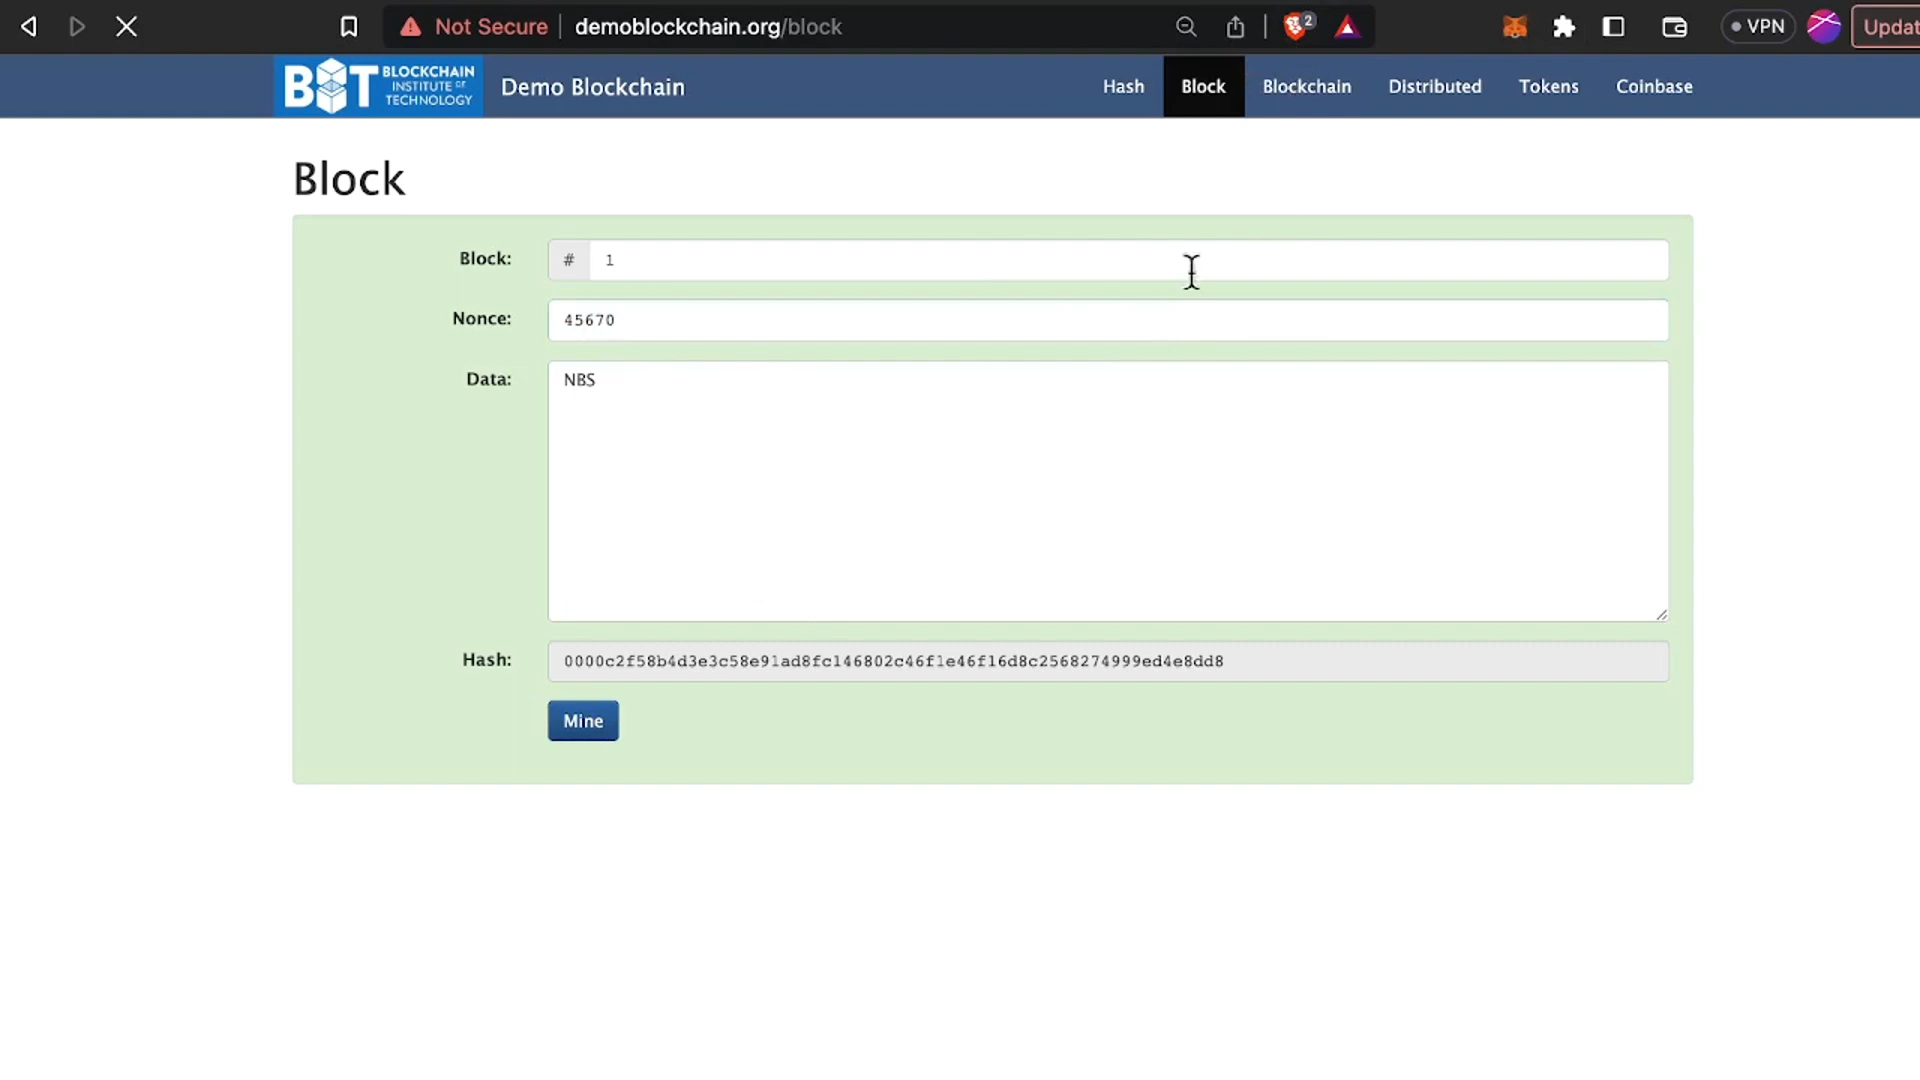 Not Secure demoblockchain.org/block 2 VPN Updat
BLOCKCHAIN
INSTITUTE OF
TECHNOLOGY
Demo Blockchain Hash Block Blockchain Distributed Tokens Coinbase
Block
Block: # 1
Nonce: 45670
Data: NBS
Hash: 0000c2f58b4d3e3c58e91ad8fc146802c46f1e46f16d8c2568274999ed4e8dd8
Mine